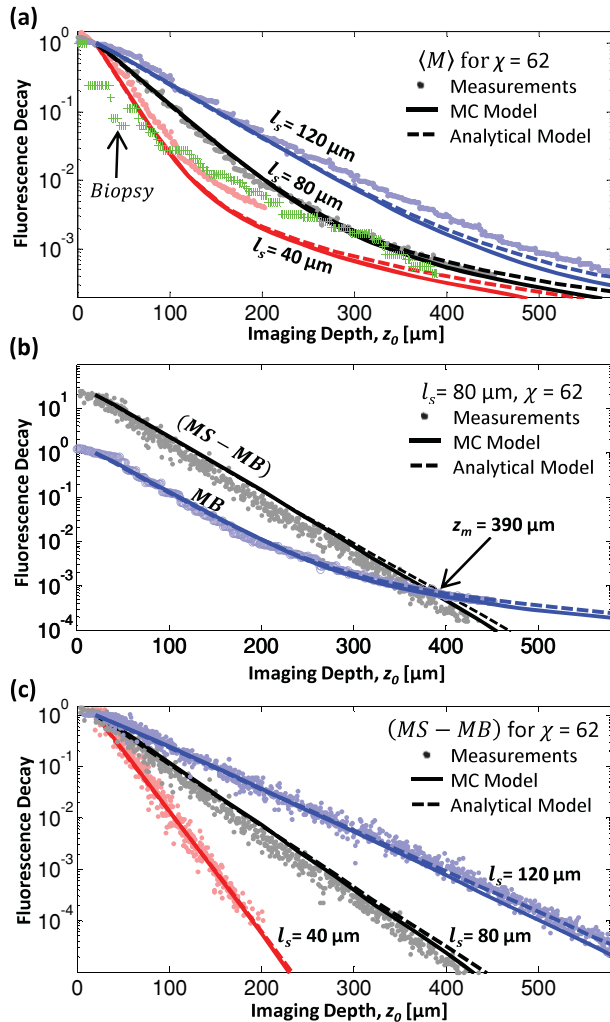 (a)
Fluorescence Decay
10⁰
10⁻¹
10⁻²
10⁻³
⟨M⟩ for χ = 62
Measurements
MC Model
Analytical Model
lₛ= 120 µm
lₛ= 80 µm
lₛ= 40 µm
Biopsy
0 100 200 300 400 500
Imaging Depth, z₀ [µm]
(b)
Fluorescence Decay
10¹
10⁰
10⁻¹
10⁻²
10⁻³
10⁻⁴
lₛ= 80 µm, χ = 62
Measurements
MC Model
Analytical Model
(MS − MB)
MB
zₘ = 390 µm
0 100 200 300 400 500
Imaging Depth, z₀ [µm]
(c)
Fluorescence Decay
10⁰
10⁻¹
10⁻²
10⁻³
10⁻⁴
(MS − MB) for χ = 62
Measurements
MC Model
Analytical Model
lₛ= 120 µm
lₛ= 80 µm
lₛ= 40 µm
0 100 200 300 400 500
Imaging Depth, z₀ [µm]